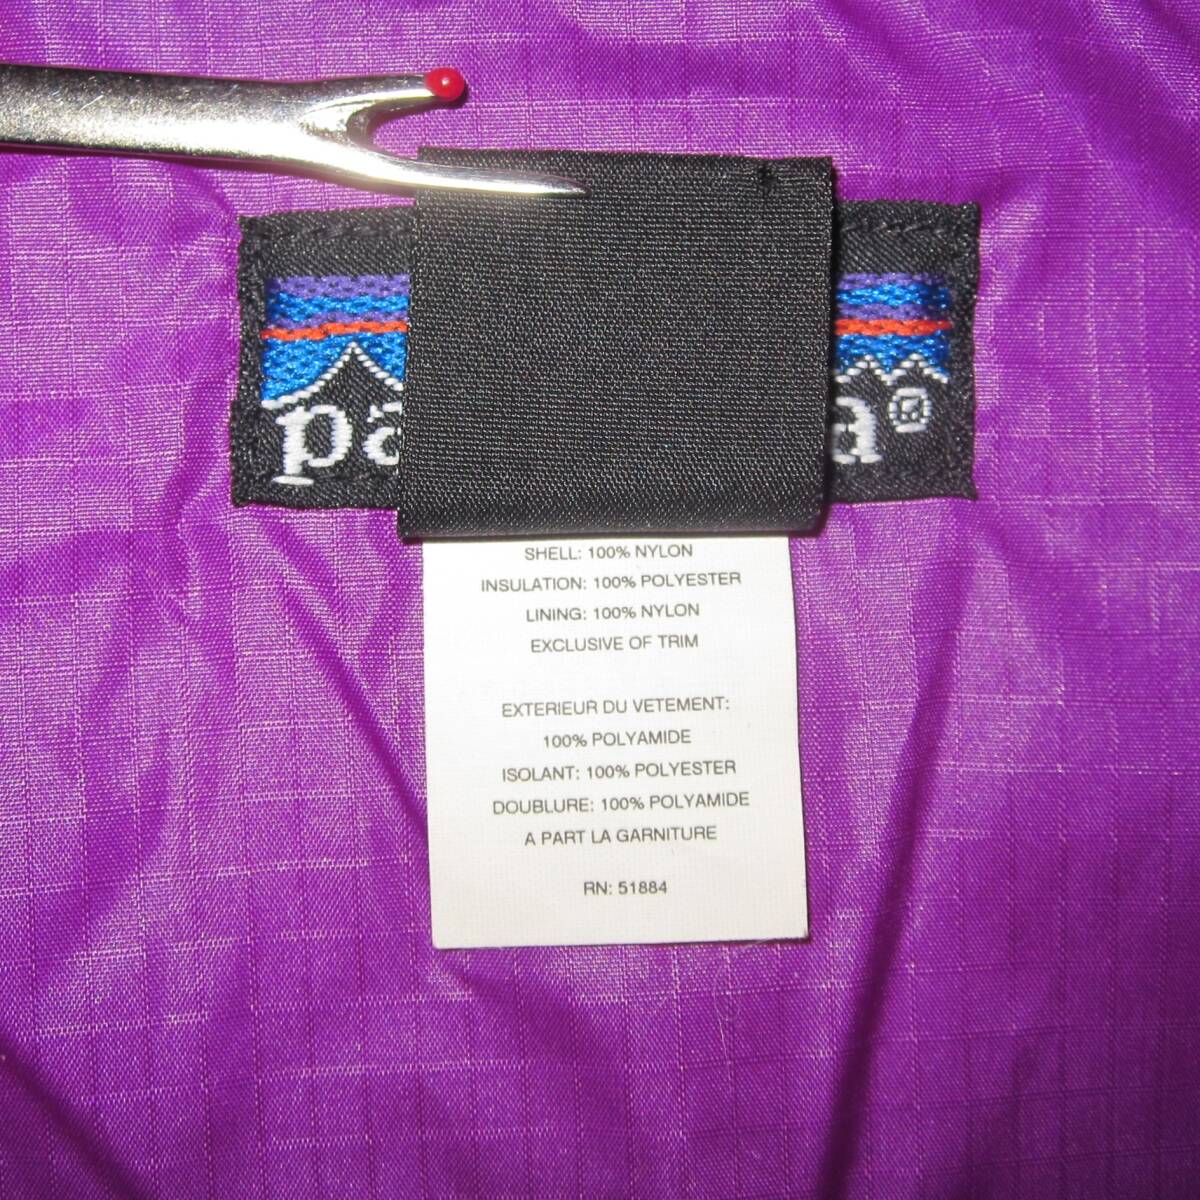 pa
a®
SHELL: 100% NYLON
INSULATION: 100% POLYESTER
LINING: 100% NYLON
EXCLUSIVE OF TRIM
EXTERIEUR DU VETEMENT:
100% POLYAMIDE
ISOLANT: 100% POLYESTER
DOUBLURE: 100% POLYAMIDE
A PART LA GARNITURE
RN: 51884